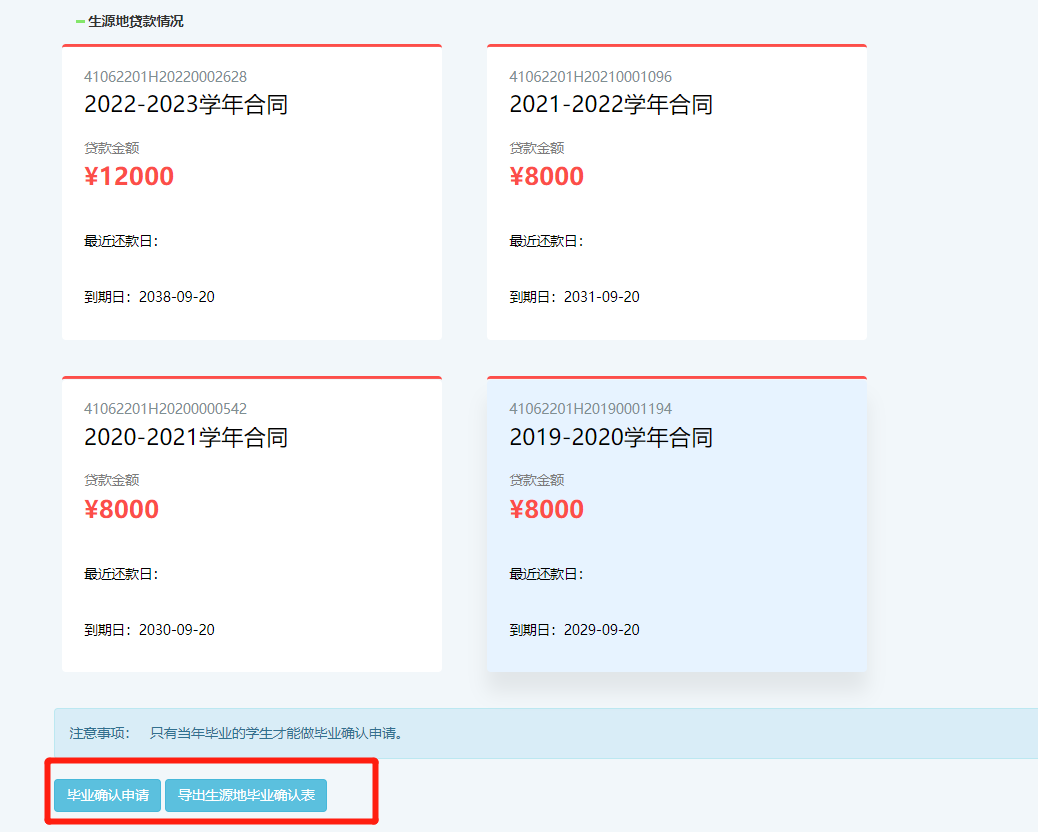 生源地贷款情况
41062201H20220002628
2022-2023学年合同
贷款金额
¥12000
最近还款日：
到期日：2038-09-20
41062201H20210001096
2021-2022学年合同
贷款金额
¥8000
最近还款日：
到期日：2031-09-20
41062201H20200000542
2020-2021学年合同
贷款金额
¥8000
最近还款日：
到期日：2030-09-20
41062201H20190001194
2019-2020学年合同
贷款金额
¥8000
最近还款日：
到期日：2029-09-20
注意事项： 只有当年毕业的学生才能做毕业确认申请。
毕业确认申请 导出生源地毕业确认表